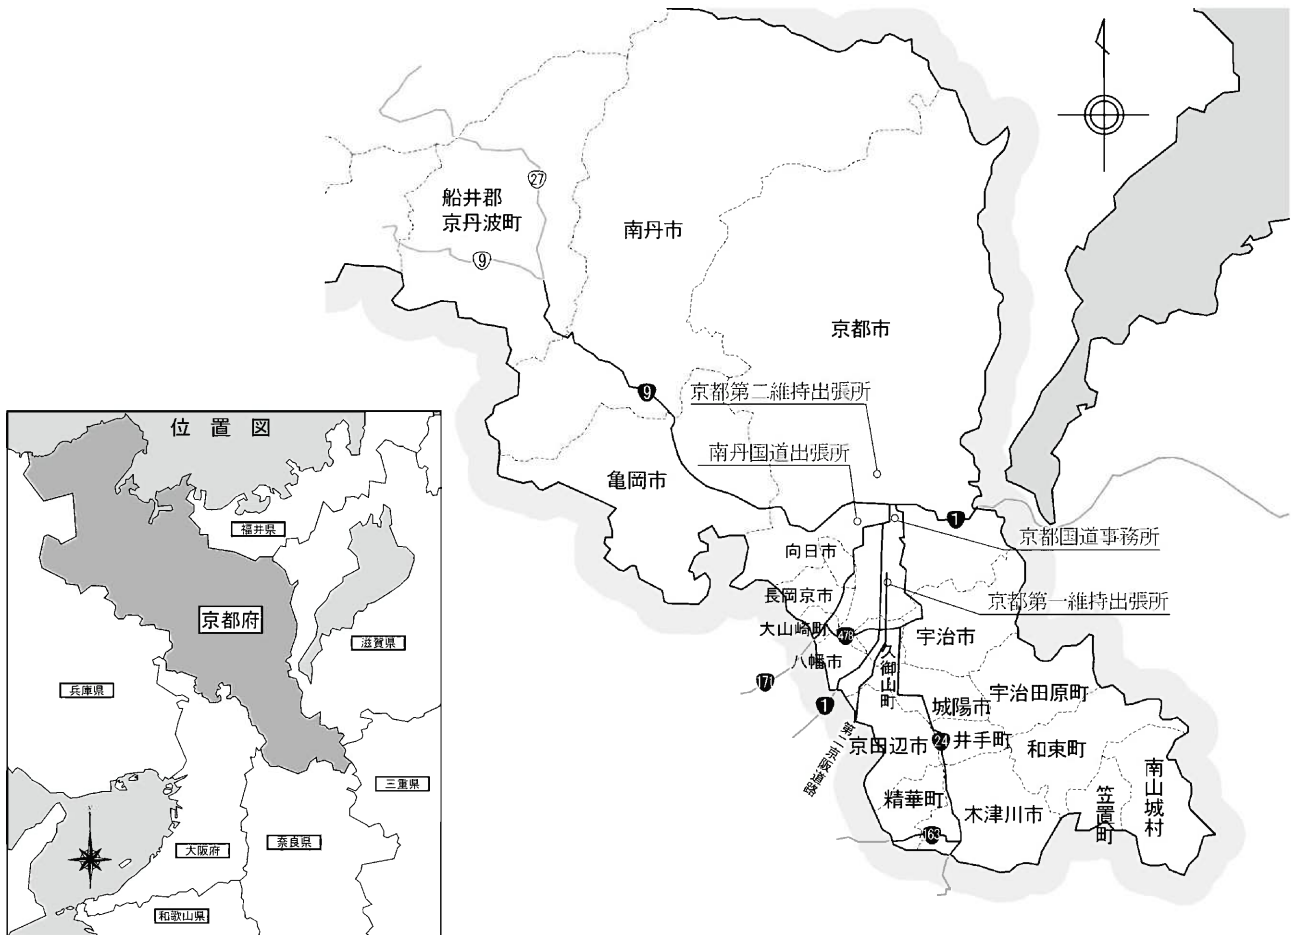 船井郡
京丹波町
27
9
南丹市
京都市
9
京都第二維持出張所
南丹国道出張所
亀岡市
1
京都国道事務所
向日市
長岡京市
京都第一維持出張所
大山崎町
478
宇治市
八幡市
久御山町
171
1
城陽市
宇治田原町
第二京阪道路
京田辺市
24
井手町
和束町
南山城村
精華町
木津川市
笠置町
163
位置図
福井県
京都府
滋賀県
兵庫県
三重県
奈良県
大阪府
和歌山県